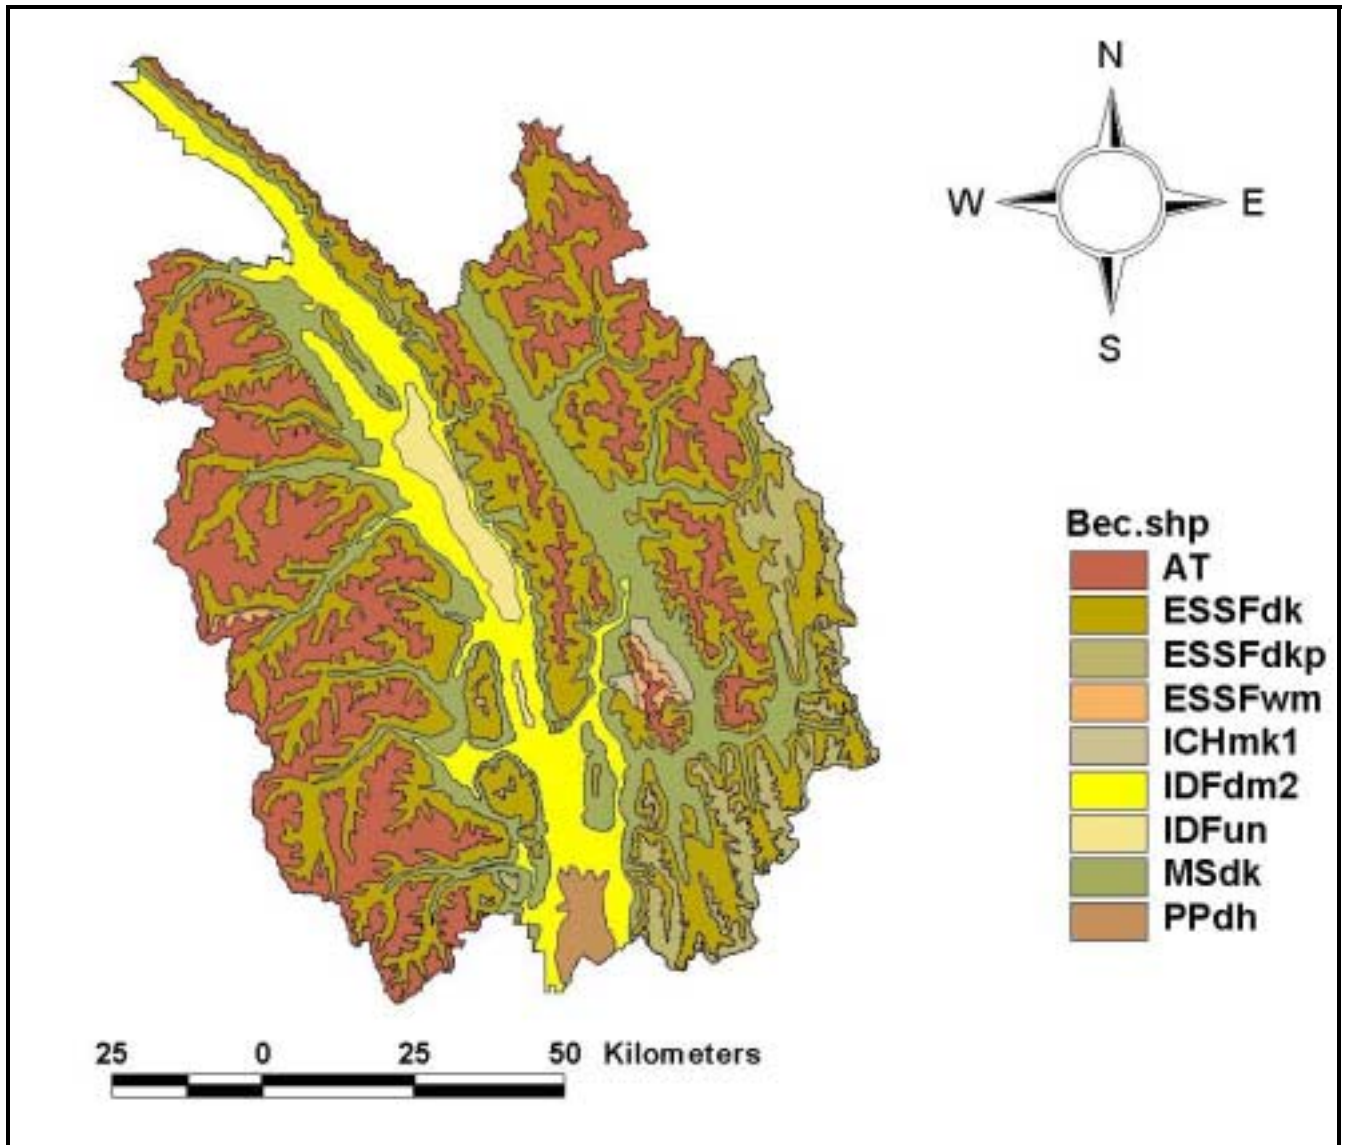 N
W E
S
Bec.shp
AT
ESSFdk
ESSFdkp
ESSFwm
ICHmk1
IDFdm2
IDFun
MSdk
PPdh
25 0 25 50 Kilometers